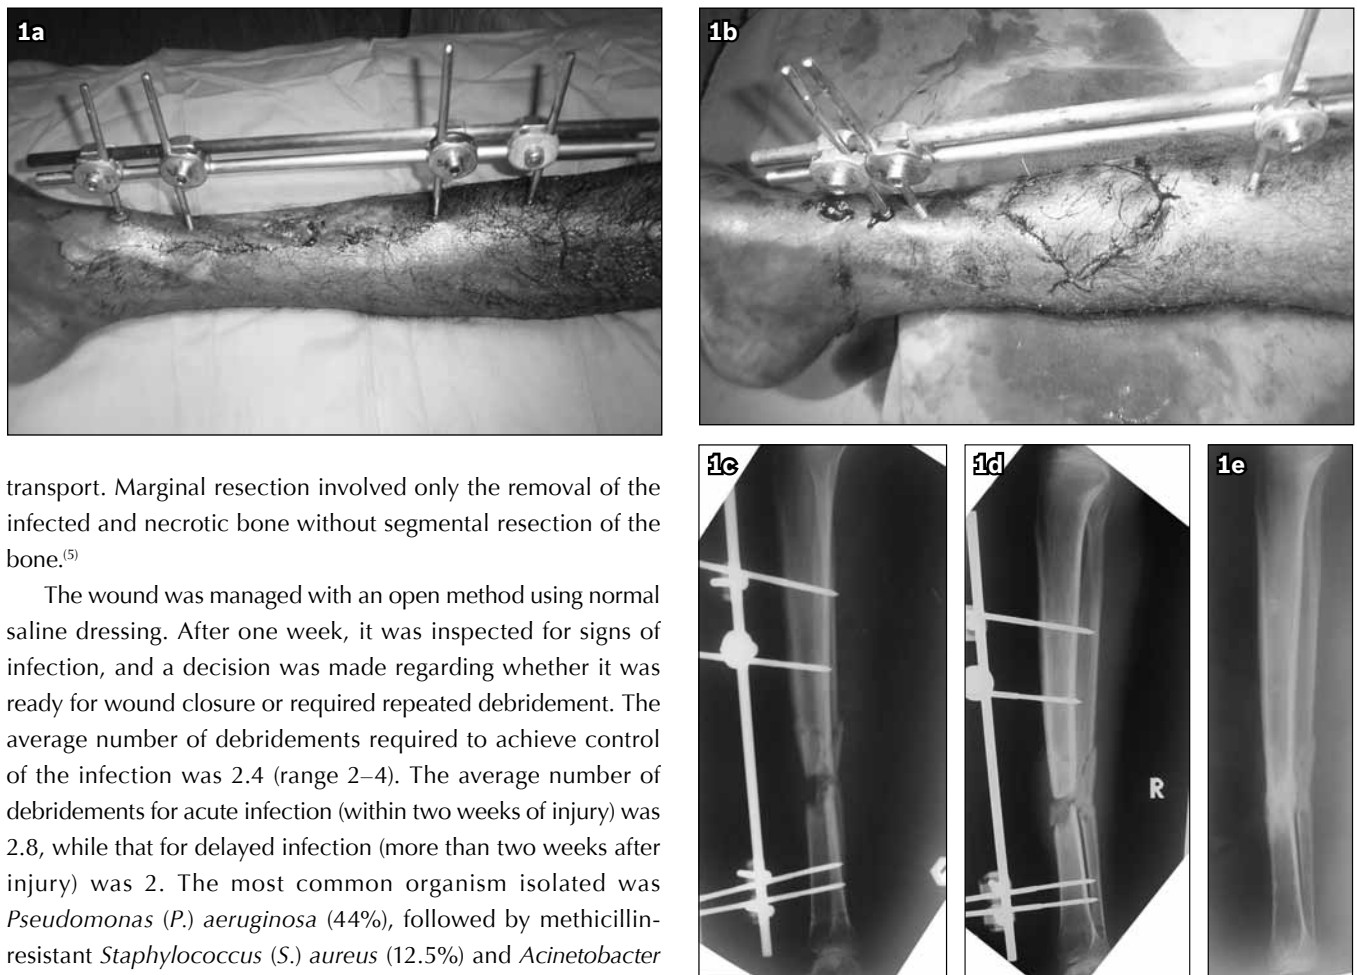 1a
1b
transport. Marginal resection involved only the removal of the
infected and necrotic bone without segmental resection of the
bone.(5)
The wound was managed with an open method using normal
saline dressing. After one week, it was inspected for signs of
infection, and a decision was made regarding whether it was
ready for wound closure or required repeated debridement. The
average number of debridements required to achieve control
of the infection was 2.4 (range 2–4). The average number of
debridements for acute infection (within two weeks of injury) was
2.8, while that for delayed infection (more than two weeks after
injury) was 2. The most common organism isolated was
Pseudomonas (P.) aeruginosa (44%), followed by methicillin-
resistant Staphylococcus (S.) aureus (12.5%) and Acinetobacter
1c
1d
1e
R